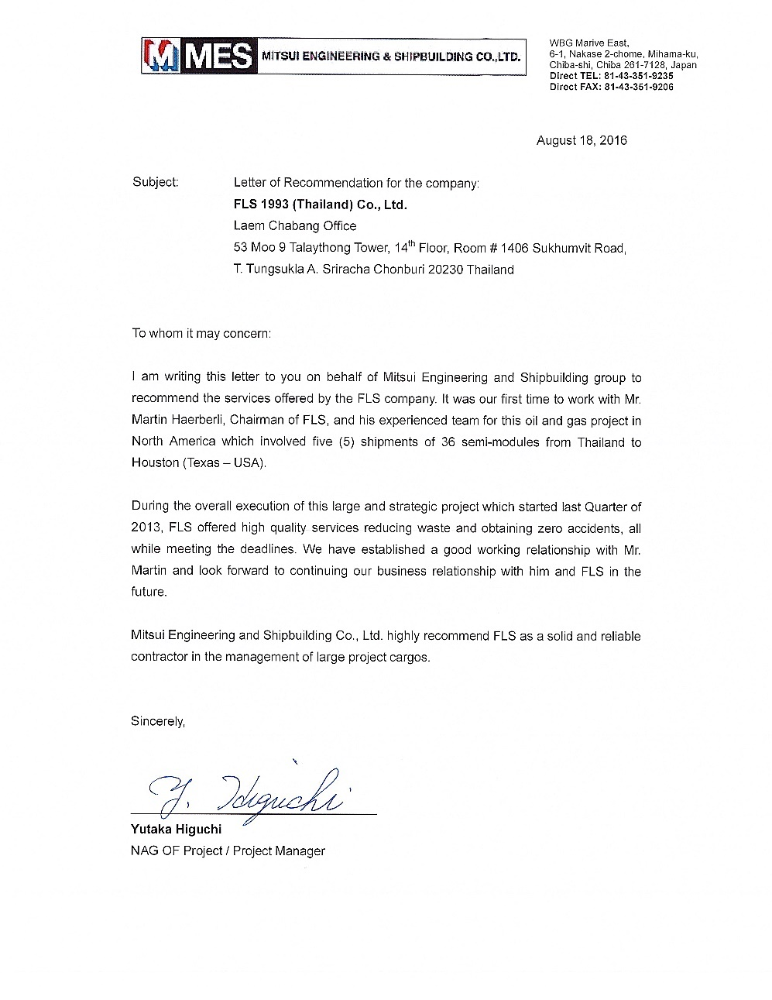 MES MITSUI ENGINEERING & SHIPBUILDING CO.,LTD.
WBG Marive East,
6-1, Nakase 2-chome, Mihama-ku,
Chiba-shi, Chiba 261-7128, Japan
Direct TEL: 81-43-351-9235
Direct FAX: 81-43-351-9206
August 18, 2016
Subject: Letter of Recommendation for the company:
FLS 1993 (Thailand) Co., Ltd.
Laem Chabang Office
53 Moo 9 Talaythong Tower, 14th Floor, Room # 1406 Sukhumvit Road,
T. Tungsukla A. Sriracha Chonburi 20230 Thailand
To whom it may concern:
I am writing this letter to you on behalf of Mitsui Engineering and Shipbuilding group to
recommend the services offered by the FLS company. It was our first time to work with Mr.
Martin Haerberli, Chairman of FLS, and his experienced team for this oil and gas project in
North America which involved five (5) shipments of 36 semi-modules from Thailand to
Houston (Texas – USA).
During the overall execution of this large and strategic project which started last Quarter of
2013, FLS offered high quality services reducing waste and obtaining zero accidents, all
while meeting the deadlines. We have established a good working relationship with Mr.
Martin and look forward to continuing our business relationship with him and FLS in the
future.
Mitsui Engineering and Shipbuilding Co., Ltd. highly recommend FLS as a solid and reliable
contractor in the management of large project cargos.
Sincerely,
Y. Higuchi
Yutaka Higuchi
NAG OF Project / Project Manager